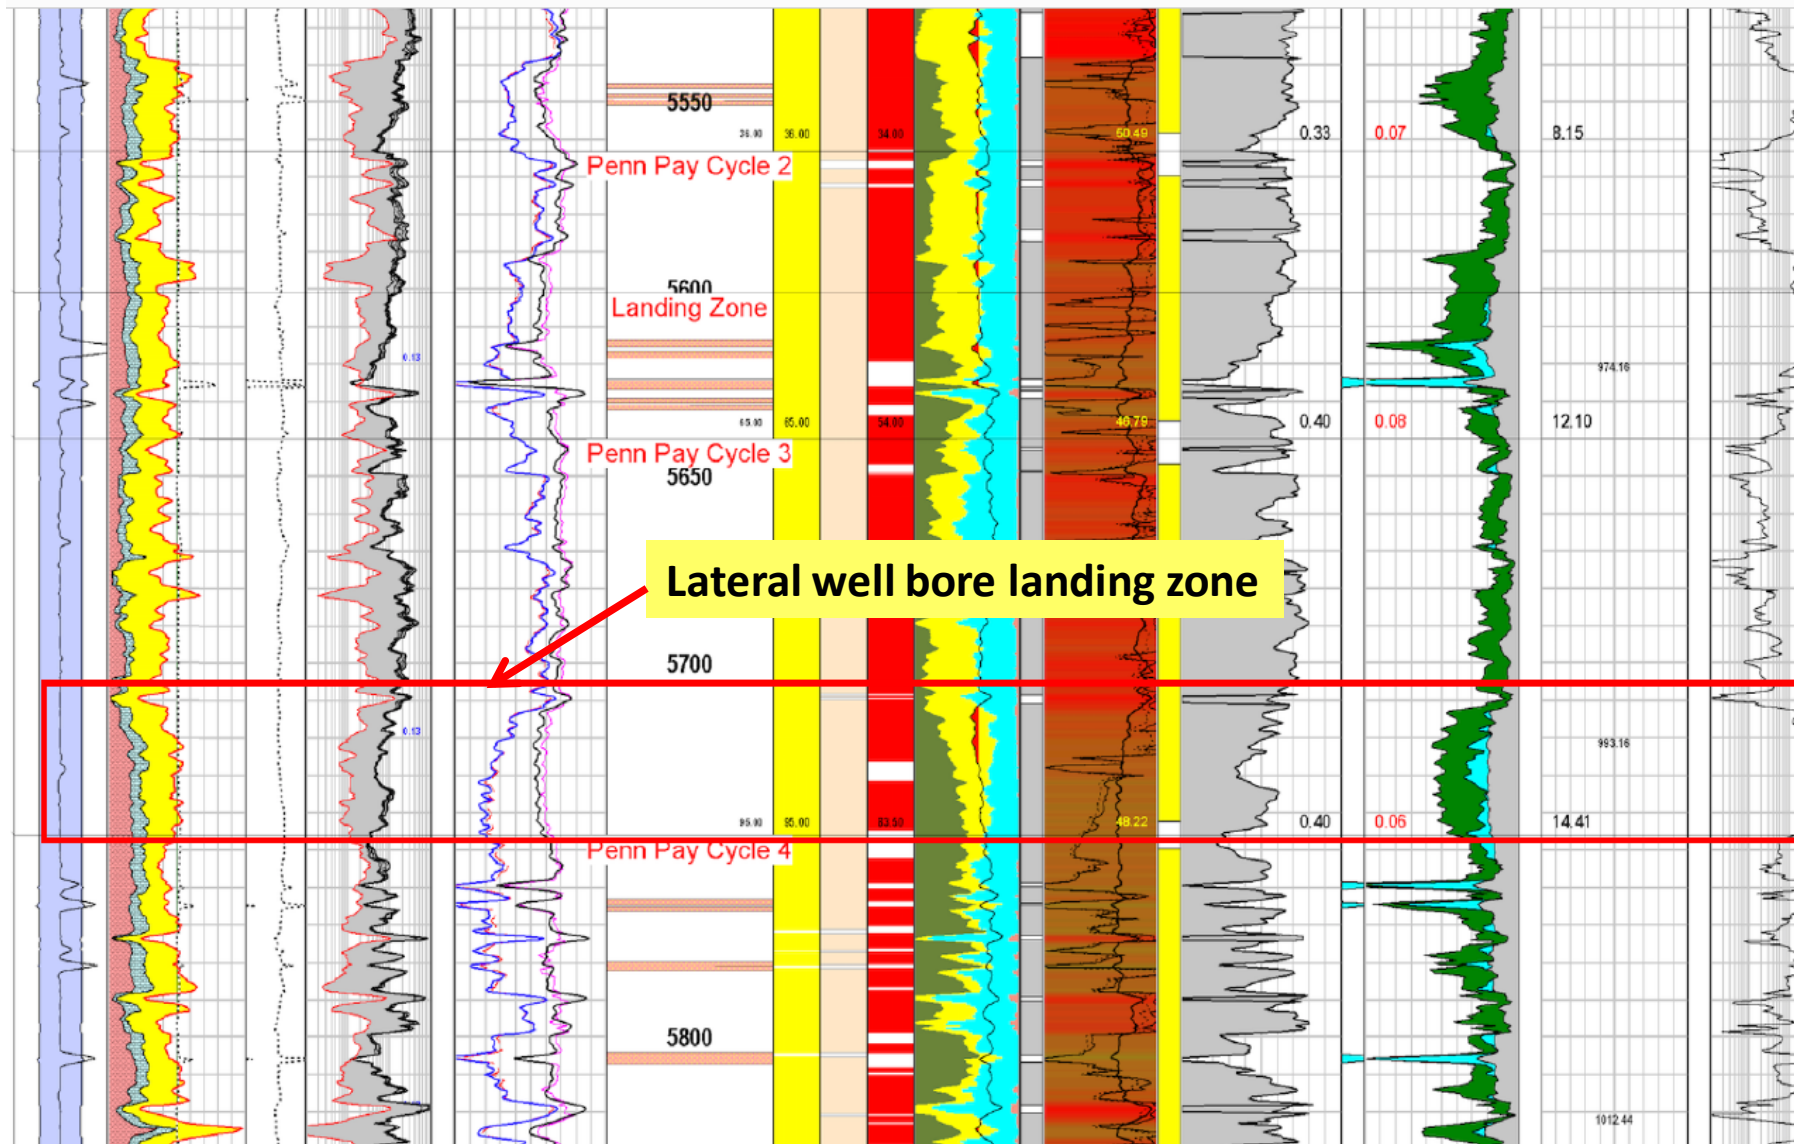 5550
26.00 36.00 34.00 50.49 0.33 0.07 8.15
Penn Pay Cycle 2
5600
Landing Zone
0.13
974.16
65.00 65.00 54.00 46.79 0.40 0.08 12.10
Penn Pay Cycle 3
5650
Lateral well bore landing zone
5700
0.13
993.16
95.00 95.00 83.50 48.22 0.40 0.06 14.41
Penn Pay Cycle 4
5800
1012.44